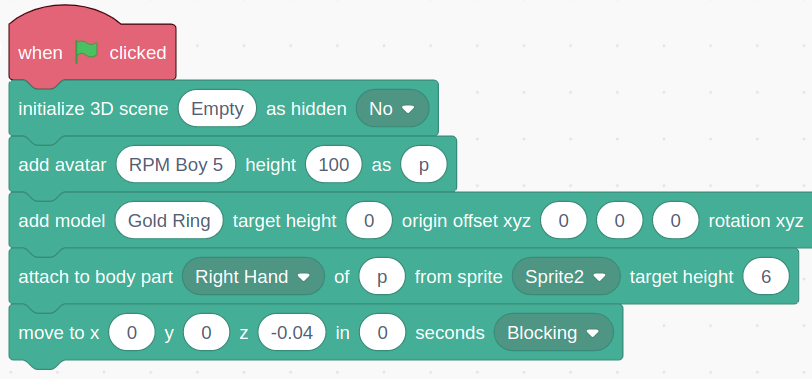 when clicked
initialize 3D scene Empty as hidden No
add avatar RPM Boy 5 height 100 as p
add model Gold Ring target height 0 origin offset xyz 0 0 0 rotation xyz
attach to body part Right Hand of p from sprite Sprite2 target height 6
move to x 0 y 0 z -0.04 in 0 seconds Blocking